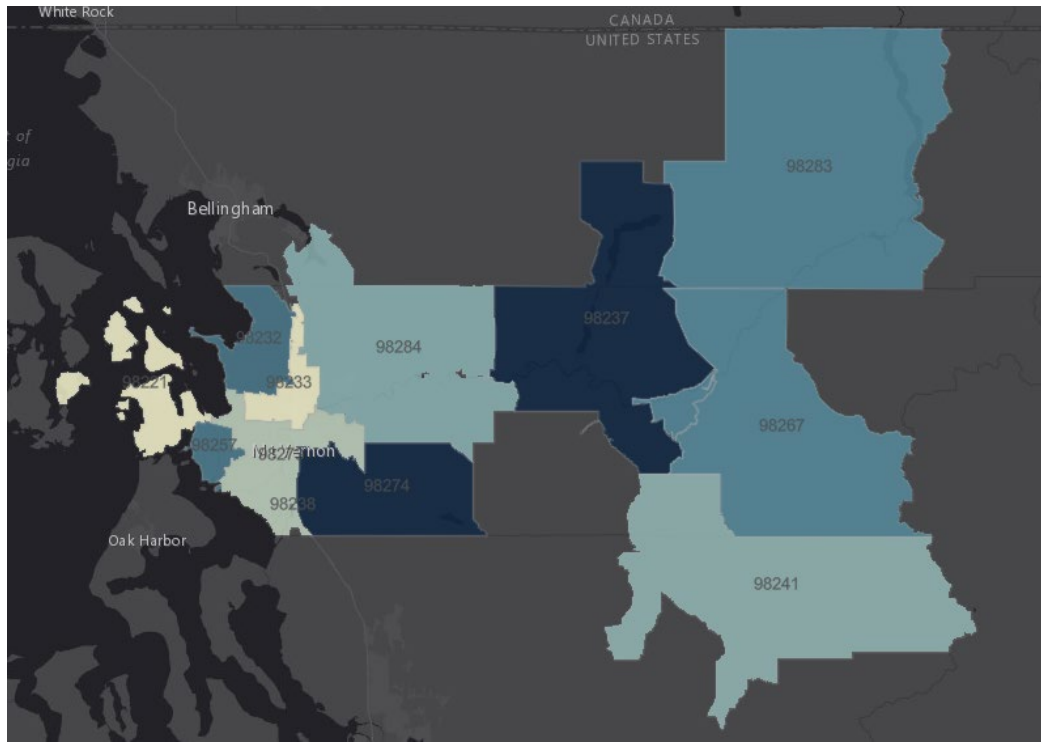 White Rock
CANADA
UNITED STATES
of
gia
98283
Bellingham
98237
98232
98284
98221
98233
98267
98257
98274
98238
Oak Harbor
98241